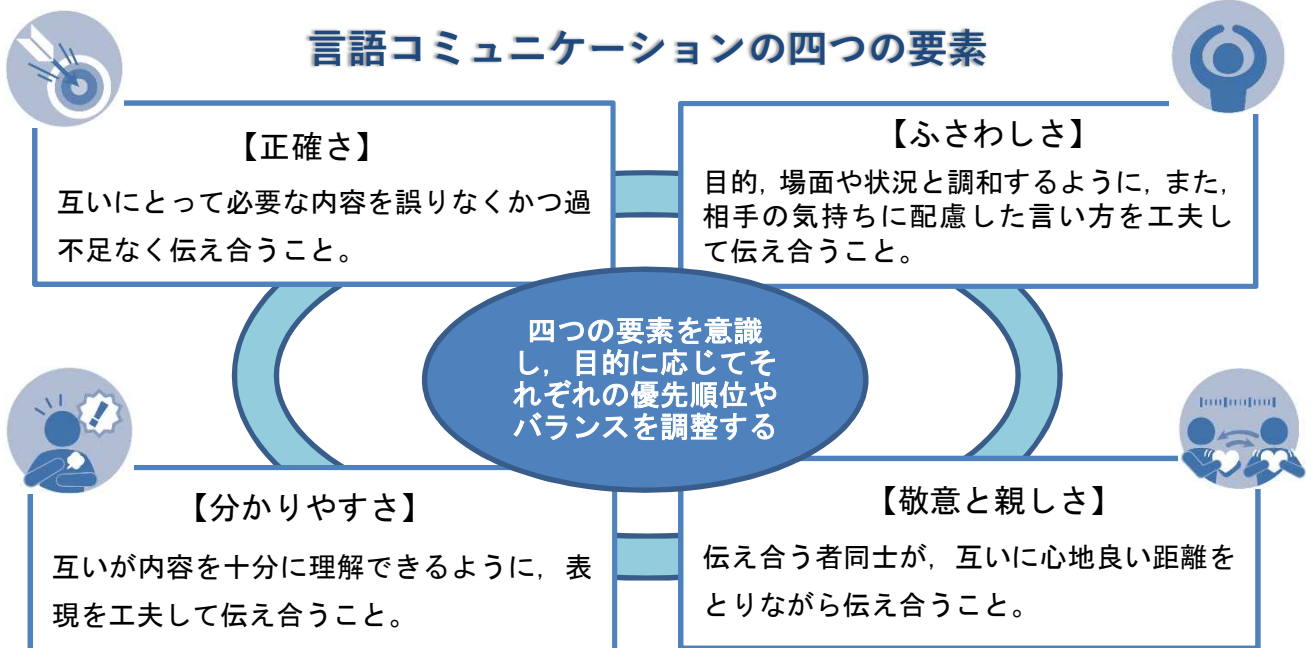 言語コミュニケーションの四つの要素
【正確さ】
互いにとって必要な内容を誤りなくかつ過
不足なく伝え合うこと。
【ふさわしさ】
目的，場面や状況と調和するように，また，
相手の気持ちに配慮した言い方を工夫し
て伝え合うこと。
四つの要素を意識
し，目的に応じてそ
れぞれの優先順位や
バランスを調整する
【分かりやすさ】
互いが内容を十分に理解できるように，表
現を工夫して伝え合うこと。
【敬意と親しさ】
伝え合う者同士が，互いに心地良い距離を
とりながら伝え合うこと。